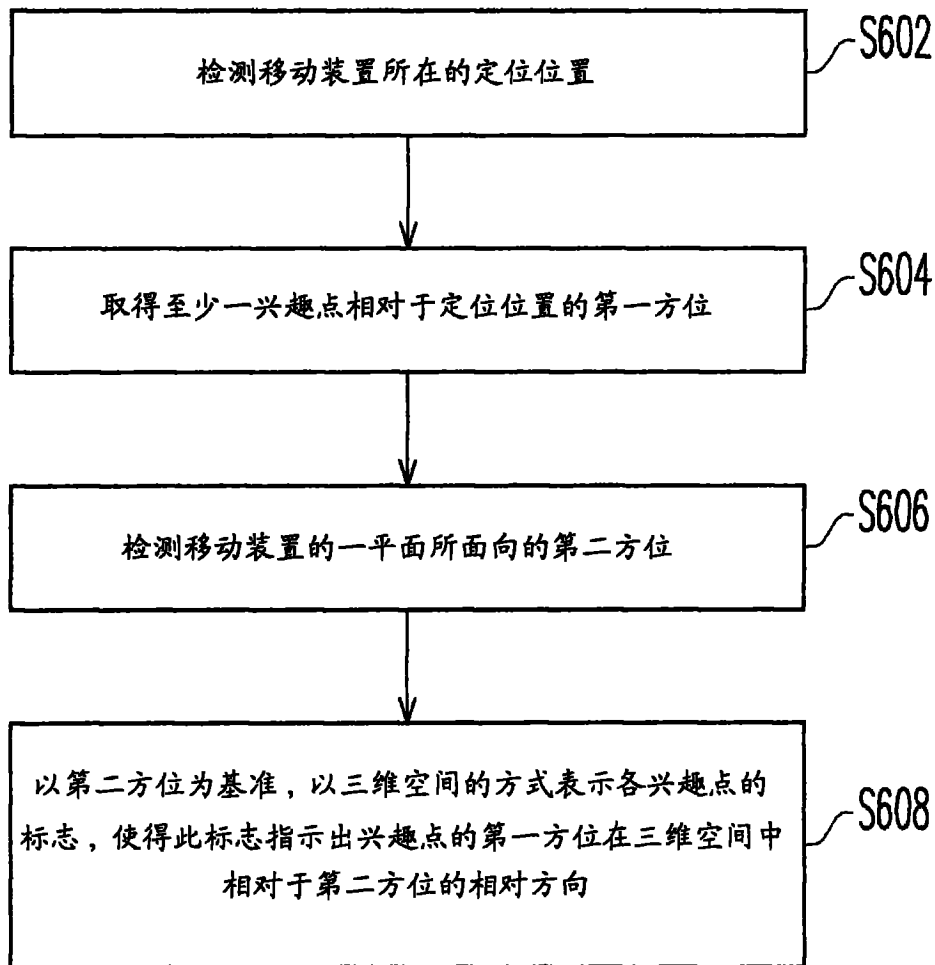 检测移动装置所在的定位位置
S602
取得至少一兴趣点相对于定位位置的第一方位
S604
检测移动装置的一平面所面向的第二方位
S606
以第二方位为基准，以三维空间的方式表示各兴趣点的
标志，使得此标志指示出兴趣点的第一方位在三维空间中
相对于第二方位的相对方向
S608